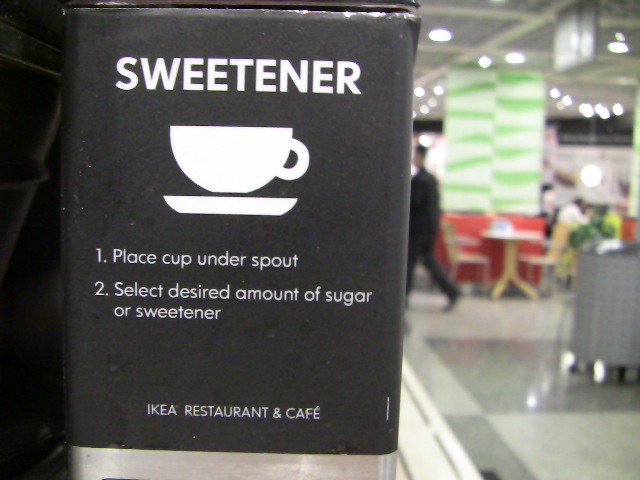 SWEETENER
1. Place cup under spout
2. Select desired amount of sugar
or sweetener
IKEA RESTAURANT & CAFÉ